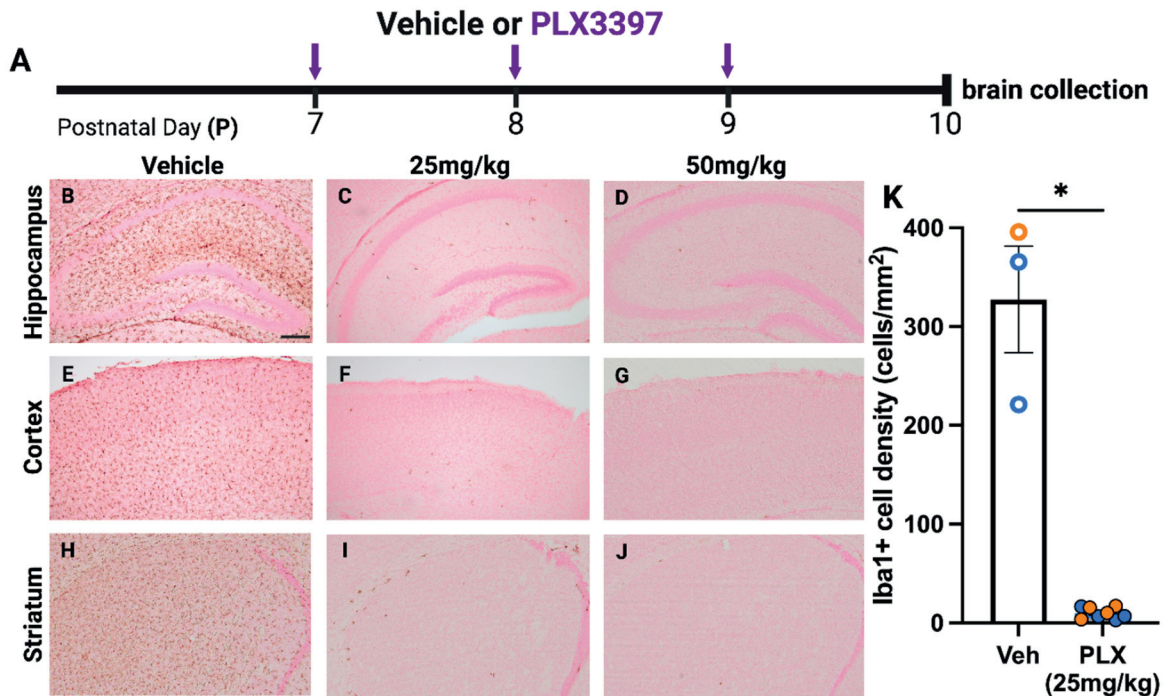 Vehicle or PLX3397
A
brain collection
Postnatal Day (P)
7
8
9
10
Vehicle
25mg/kg
50mg/kg
Hippocampus
B
C
D
Cortex
E
F
G
Striatum
H
I
J
K
*
Iba1+ cell density (cells/mm²)
400
300
200
100
0
Veh
PLX
(25mg/kg)